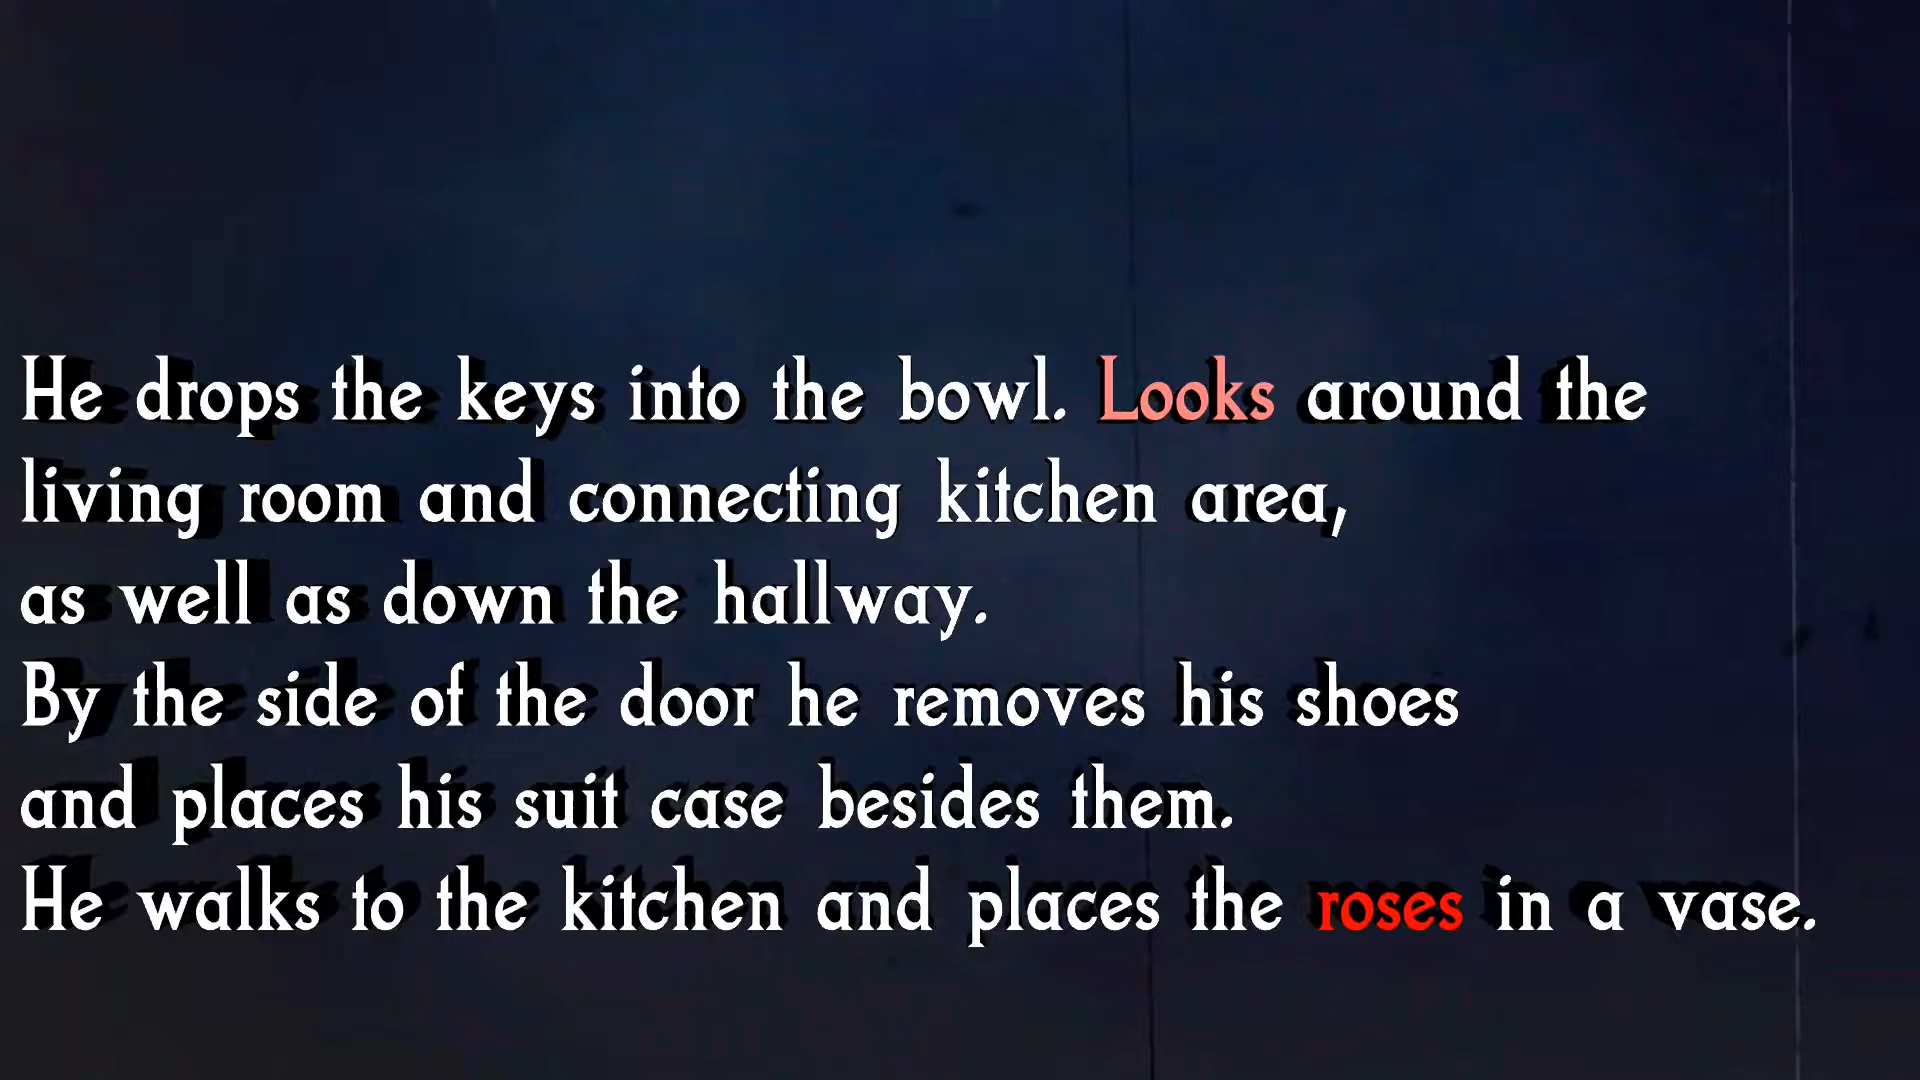 He drops the keys into the bowl. Looks around the
living room and connecting kitchen area,
as well as down the hallway.
By the side of the door he removes his shoes
and places his suit case besides them.
He walks to the kitchen and places the roses in a vase.